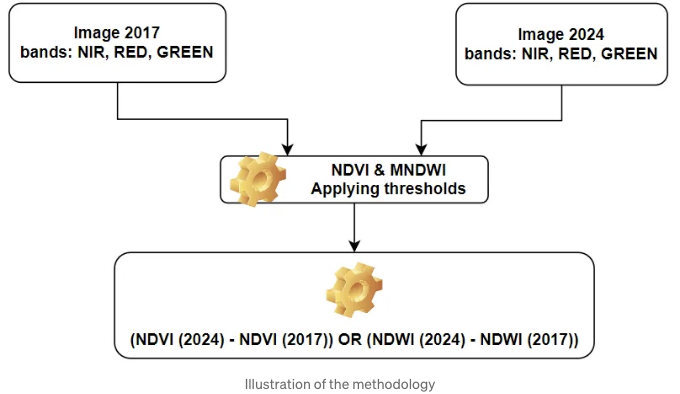 Image 2017
bands: NIR, RED, GREEN
Image 2024
bands: NIR, RED, GREEN
NDVI & MNDWI
Applying thresholds
(NDVI (2024) - NDVI (2017)) OR (NDWI (2024) - NDWI (2017))
Illustration of the methodology